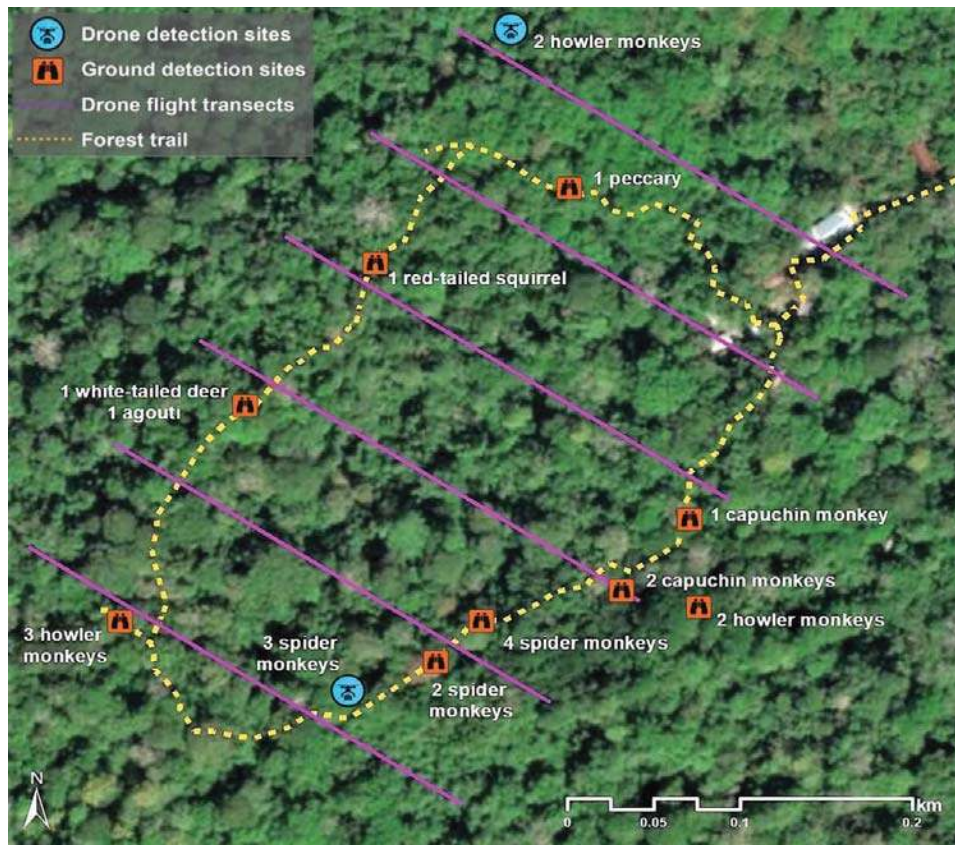 Drone detection sites
Ground detection sites
Drone flight transects
Forest trail
2 howler monkeys
1 peccary
1 red-tailed squirrel
1 white-tailed deer
1 agouti
1 capuchin monkey
2 capuchin monkeys
2 howler monkeys
4 spider monkeys
3 howler
monkeys
3 spider
monkeys
2 spider
monkeys
N
km
0
0.05
0.1
0.2